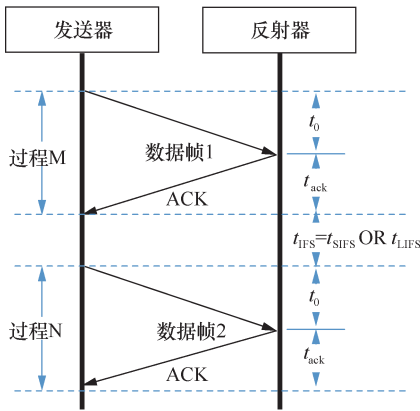 发送器
反射器
t0
过程M
数据帧1
tack
ACK
tIFS=tSIFS OR tLIFS
t0
过程N
数据帧2
tack
ACK